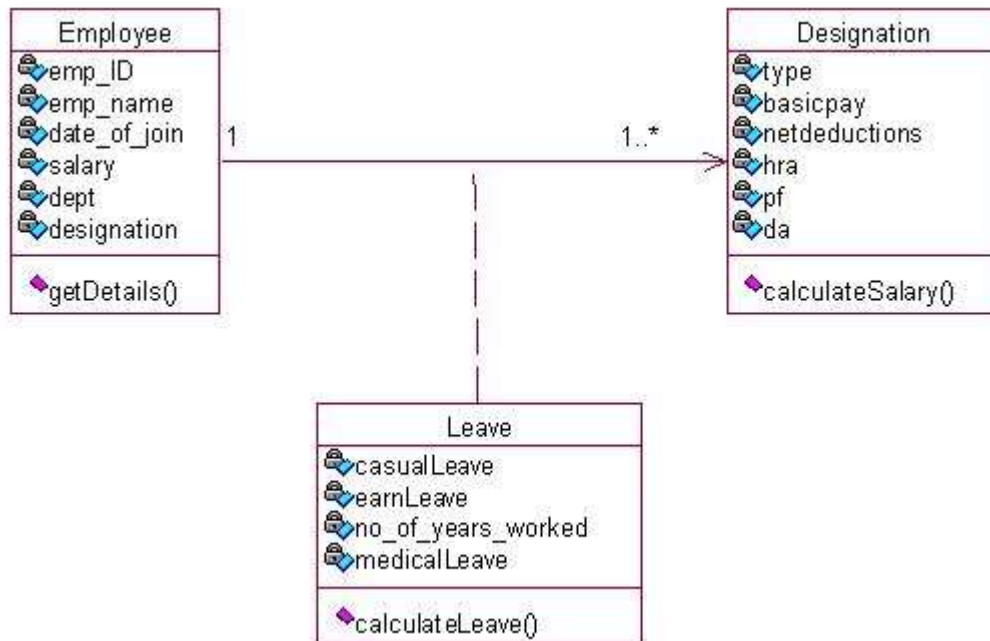 Employee
emp_ID
emp_name
date_of_join
salary
dept
designation
getDetails()
1
1..*
Designation
type
basicpay
netdeductions
hra
pf
da
calculateSalary()
Leave
casualLeave
earnLeave
no_of_years_worked
medicalLeave
calculateLeave()